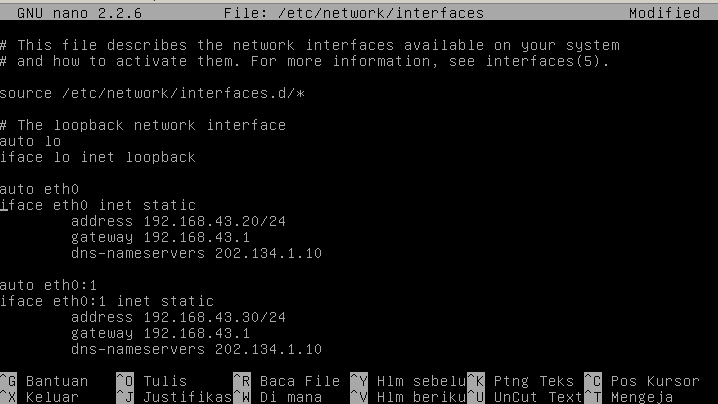 GNU nano 2.2.6 File: /etc/network/interfaces Modified
# This file describes the network interfaces available on your system
# and how to activate them. For more information, see interfaces(5).
source /etc/network/interfaces.d/*
# The loopback network interface
auto lo
iface lo inet loopback
auto eth0
iface eth0 inet static
address 192.168.43.20/24
gateway 192.168.43.1
dns-nameservers 202.134.1.10
auto eth0:1
iface eth0:1 inet static
address 192.168.43.30/24
gateway 192.168.43.1
dns-nameservers 202.134.1.10
^G Bantuan ^O Tulis ^R Baca File ^Y Hlm sebelu ^K Ptng Teks ^C Pos Kursor
^X Keluar ^J Justifikas ^W Di mana ^V Hlm beriku ^U UnCut Text ^T Mengeja